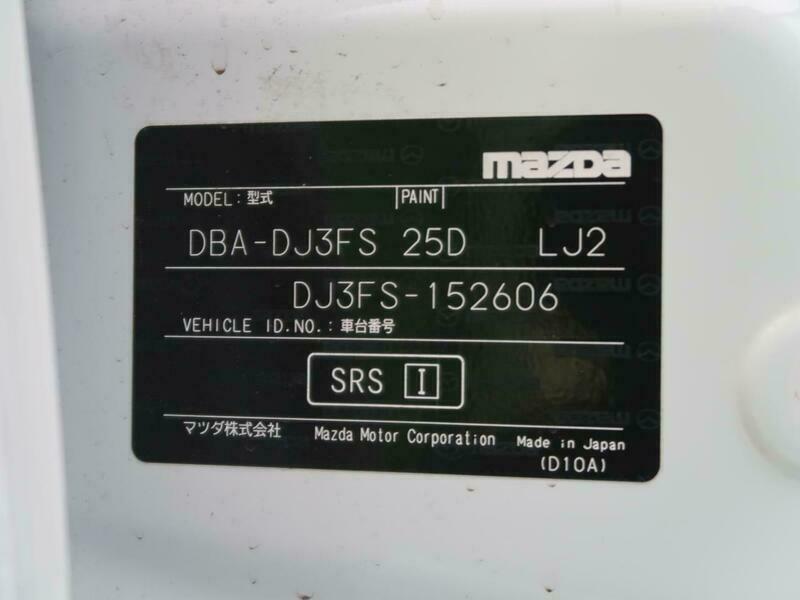 mazda
MODEL: 型式 PAINT
DBA-DJ3FS 25D LJ2
DJ3FS-152606
VEHICLE ID.NO.: 車台番号
SRS I
マツダ株式会社 Mazda Motor Corporation Made in Japan
(D10A)